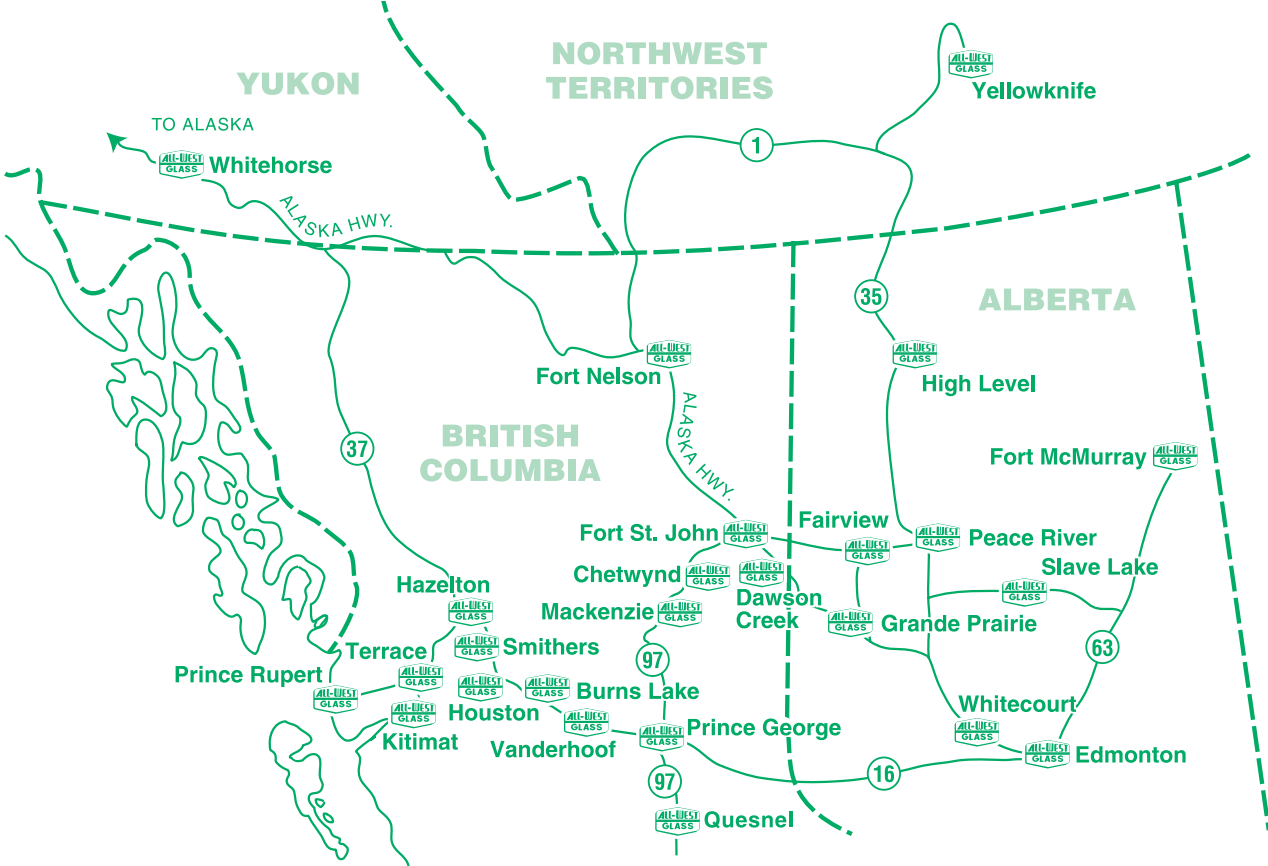 NORTHWEST
TERRITORIES
YUKON
ALL-WEST
GLASS
Yellowknife
TO ALASKA
1
ALL-WEST
GLASS
Whitehorse
ALASKA HWY.
35
ALBERTA
ALL-WEST
GLASS
Fort Nelson
ALL-WEST
GLASS
High Level
ALASKA HWY.
BRITISH
COLUMBIA
37
Fort McMurray
ALL-WEST
GLASS
Fort St. John
ALL-WEST
GLASS
Fairview
ALL-WEST
GLASS
ALL-WEST
GLASS
Peace River
Slave Lake
ALL-WEST
GLASS
Chetwynd
ALL-WEST
GLASS
ALL-WEST
GLASS
Dawson
Creek
Hazelton
ALL-WEST
GLASS
Mackenzie
ALL-WEST
GLASS
ALL-WEST
GLASS
Grande Prairie
63
ALL-WEST
GLASS
Smithers
Terrace
ALL-WEST
GLASS
97
Prince Rupert
ALL-WEST
GLASS
ALL-WEST
GLASS
Houston
ALL-WEST
GLASS
Burns Lake
ALL-WEST
GLASS
Kitimat
ALL-WEST
GLASS
Vanderhoof
ALL-WEST
GLASS
Prince George
Whitecourt
ALL-WEST
GLASS
ALL-WEST
GLASS
Edmonton
16
97
ALL-WEST
GLASS
Quesnel